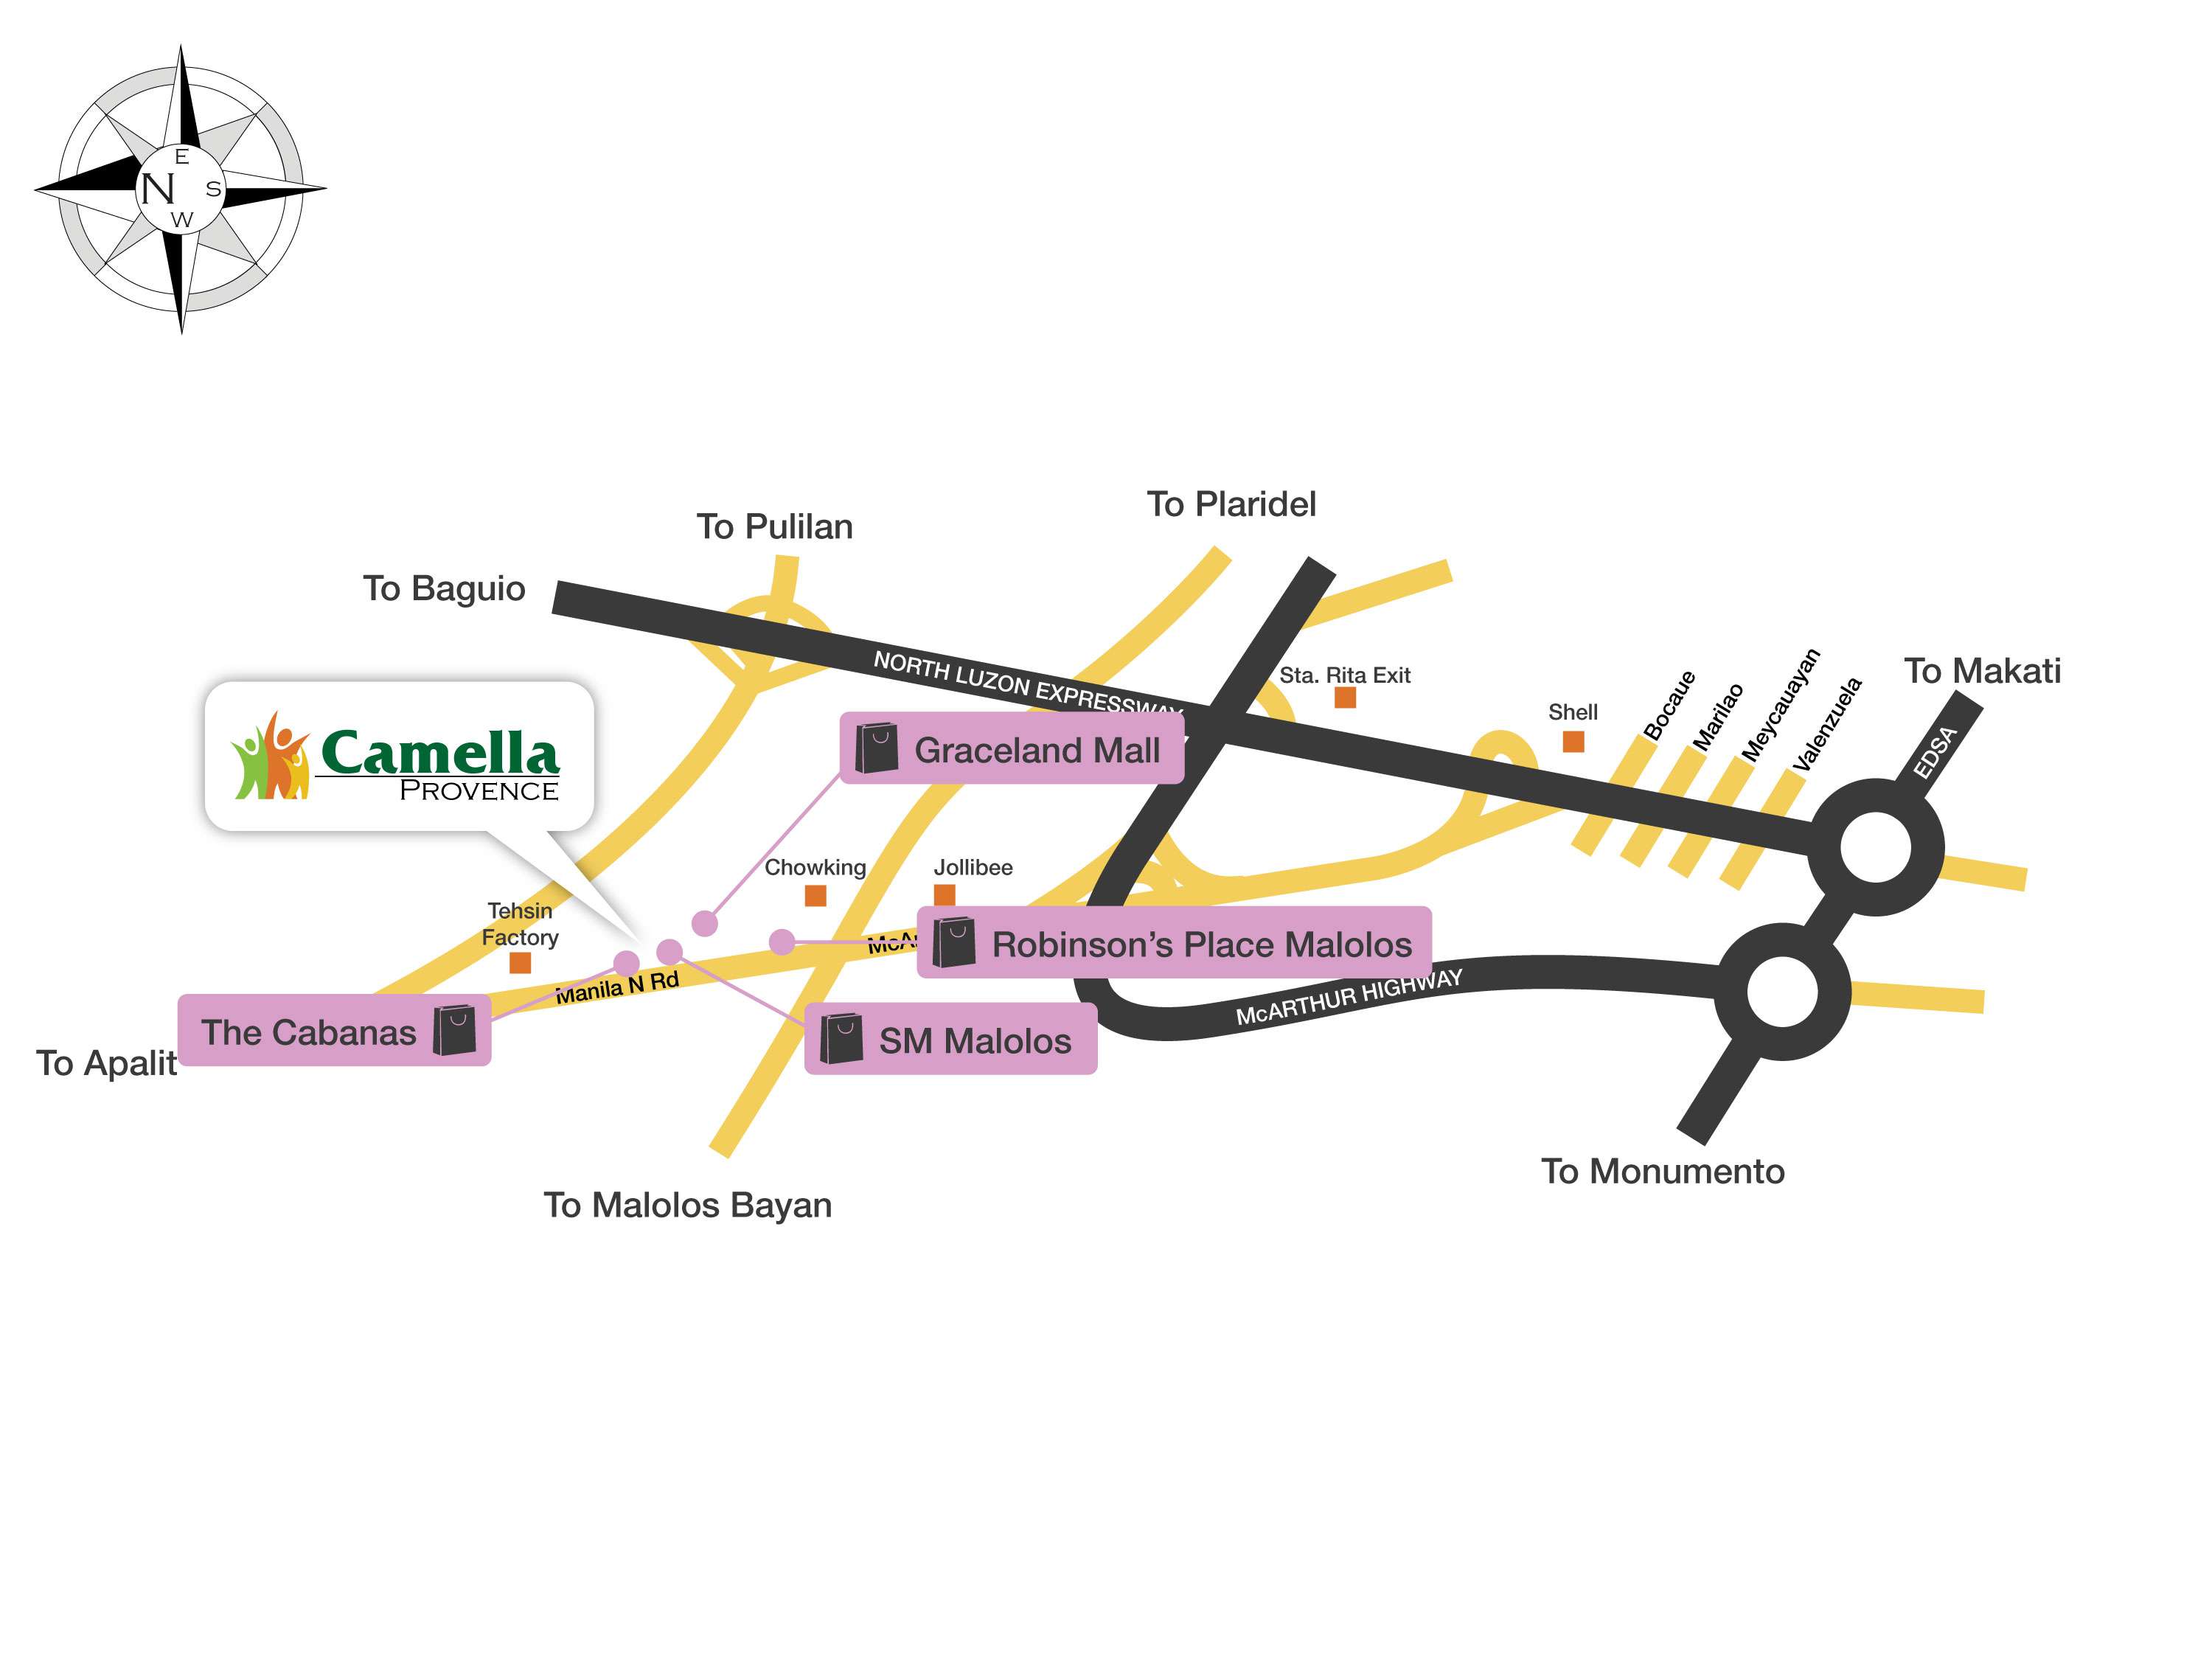 E
N S
W
To Plaridel
To Pulilan
To Baguio
NORTH LUZON EXPRESSWAY
Sta. Rita Exit
Shell
Bocaue
Marilao
Meycauayan
Valenzuela
To Makati
EDSA
Camella
PROVENCE
Graceland Mall
Chowking
Jollibee
Tehsin
Factory
Robinson’s Place Malolos
Manila N Rd
McARTHUR HIGHWAY
The Cabanas
SM Malolos
To Apalit
To Monumento
To Malolos Bayan